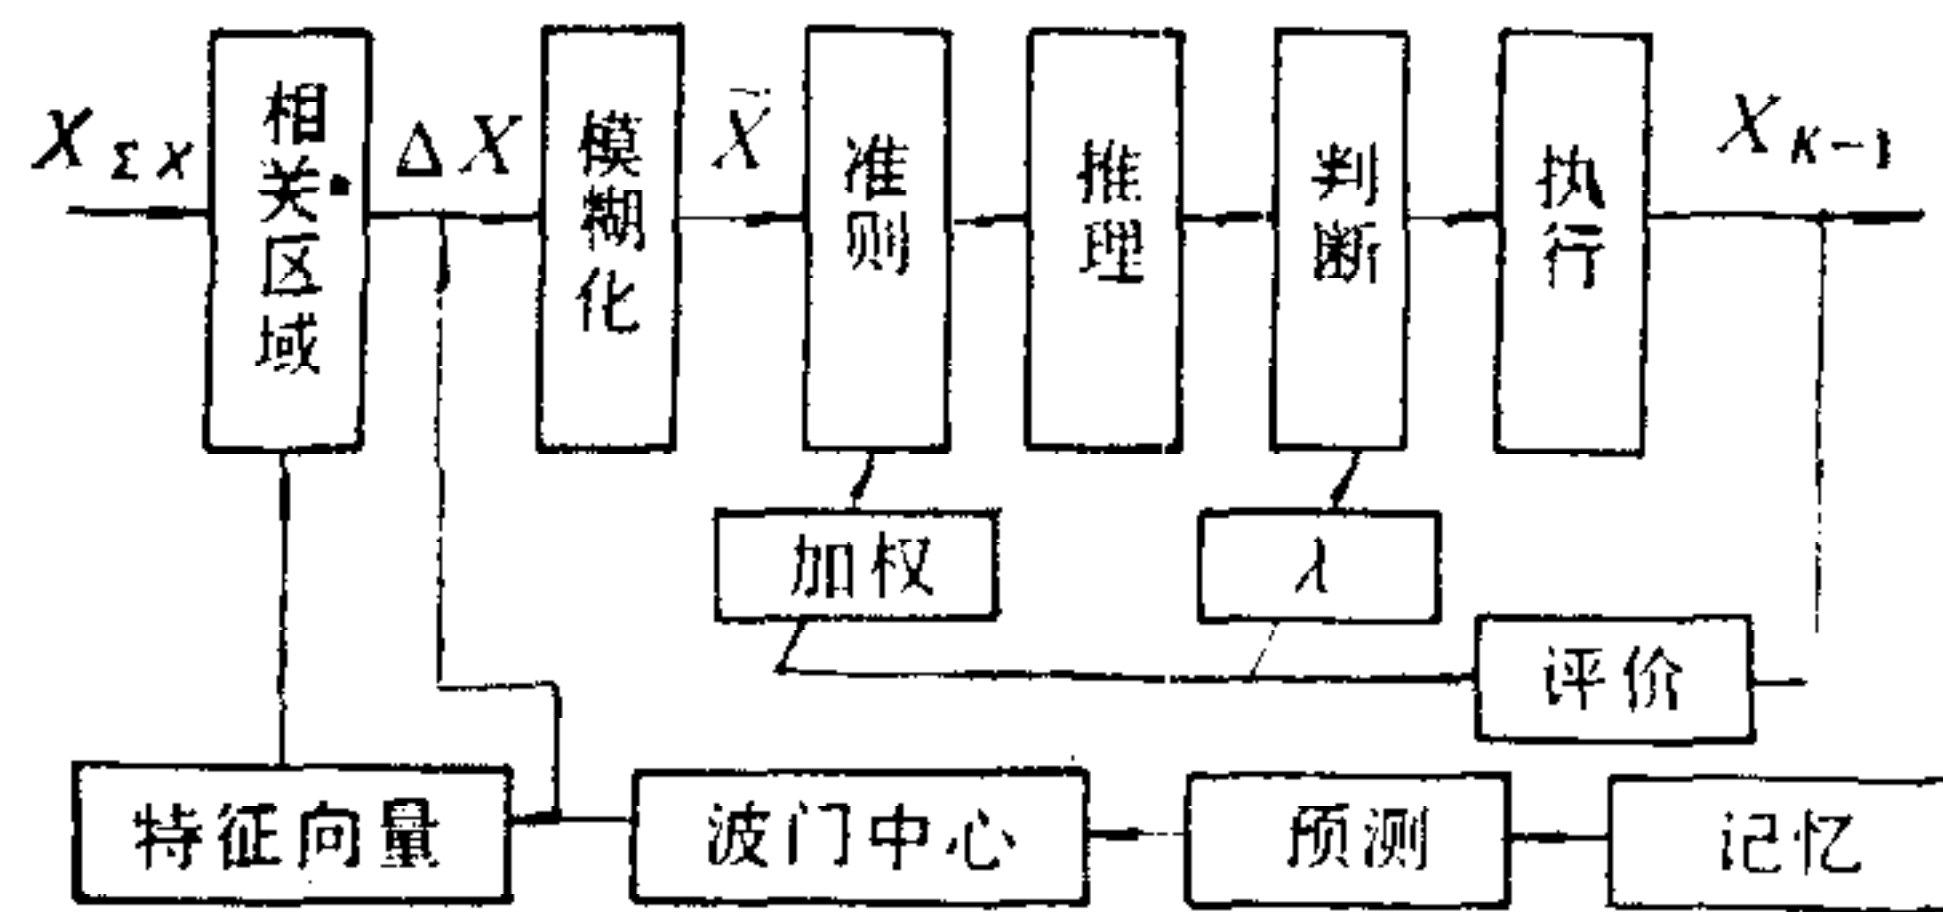 X ΣX
相关区域
ΔX
模糊化
X̃
准则
推理
判断
执行
X K-1
加权
λ
评价
特征向量
波门中心
预测
记忆